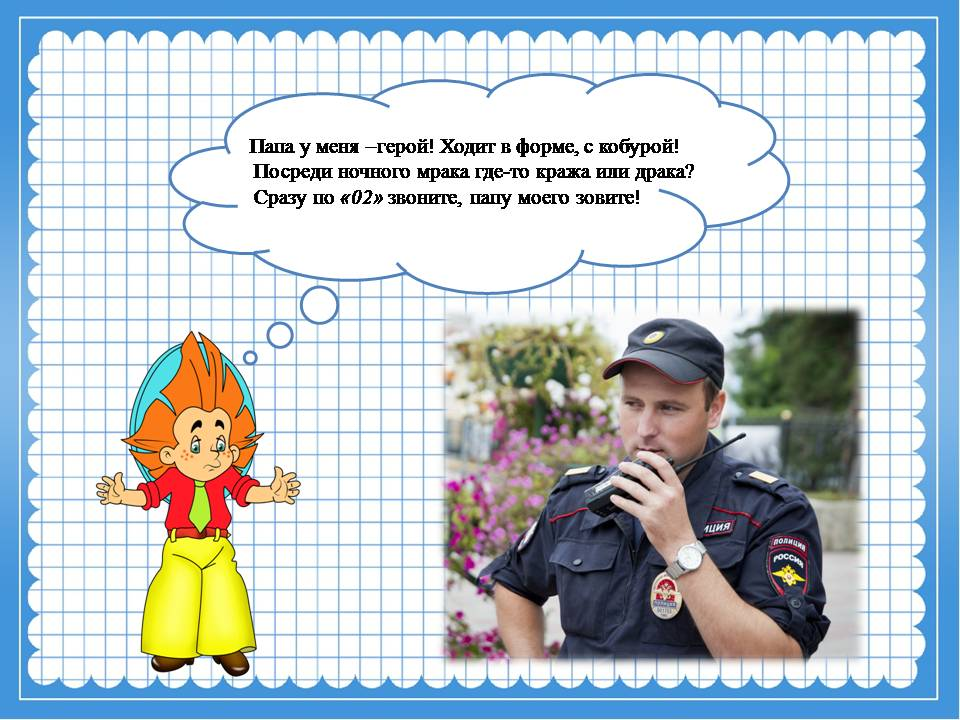 Папа у меня –герой! Ходит в форме, с кобурой!
Посреди ночного мрака где-то кража или драка?
Сразу по «02» звоните, папу моего зовите!
ИЦИЯ
ПОЛИЦИЯ
РОССИЯ